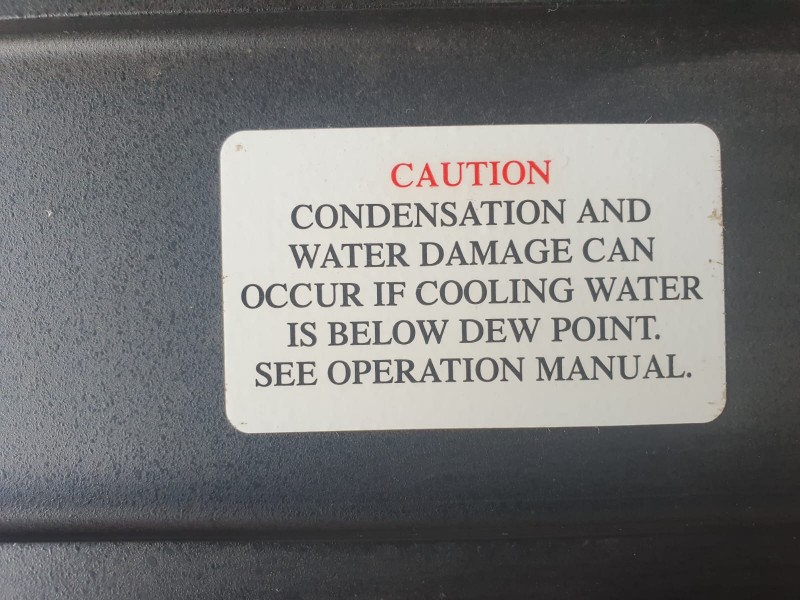 CAUTION
CONDENSATION AND
WATER DAMAGE CAN
OCCUR IF COOLING WATER
IS BELOW DEW POINT.
SEE OPERATION MANUAL.